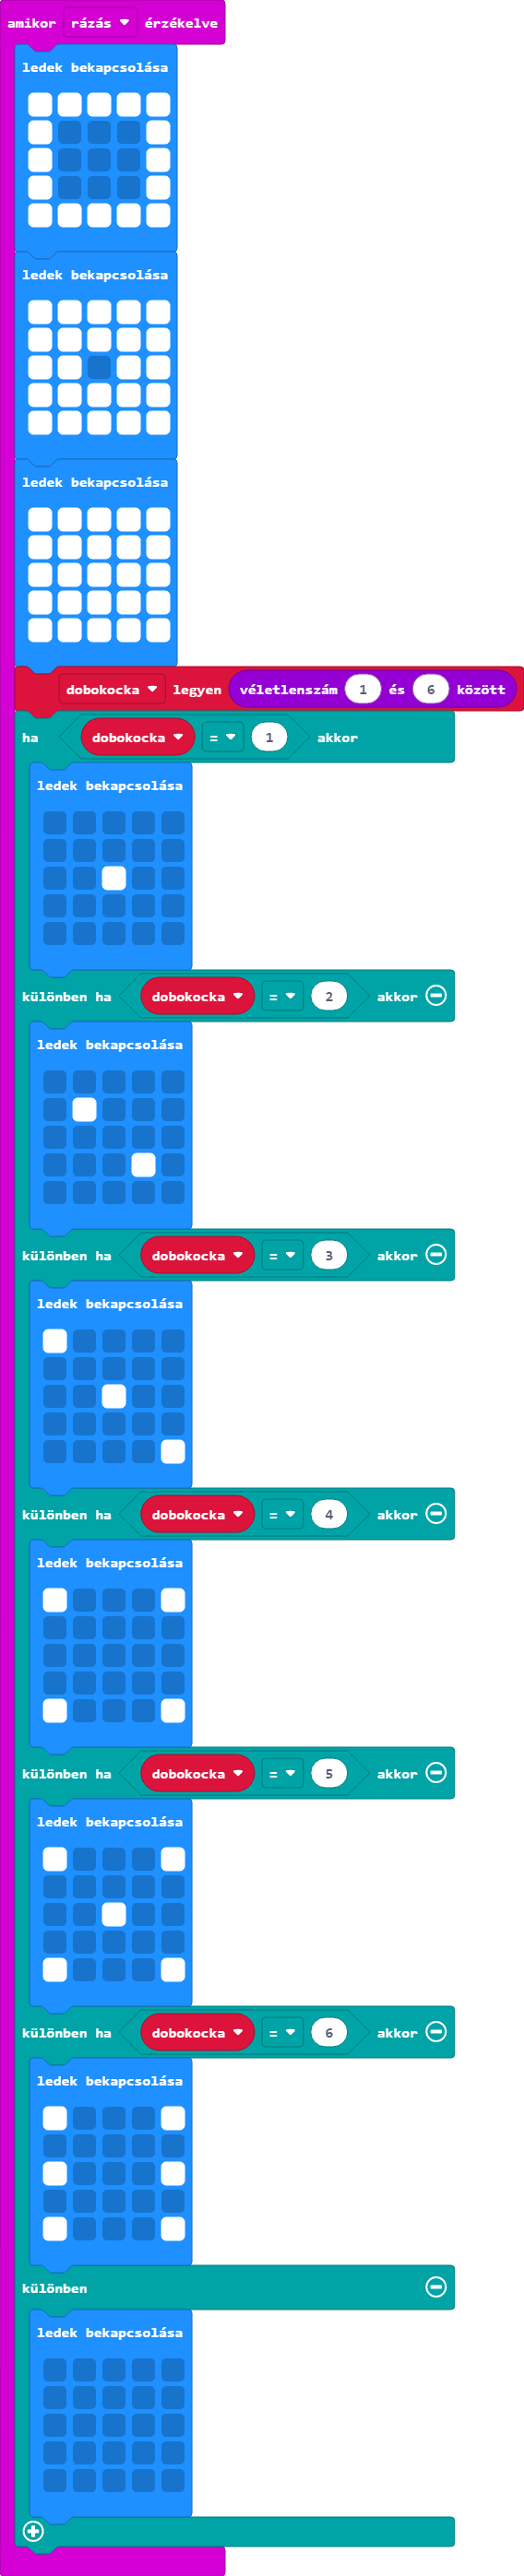 amikor rázás érzékelve
ledek bekapcsolása
ledek bekapcsolása
ledek bekapcsolása
dobokocka legyen véletlenszám 1 és 6 között
ha dobokocka = 1 akkor
ledek bekapcsolása
különben ha dobokocka = 2 akkor
ledek bekapcsolása
különben ha dobokocka = 3 akkor
ledek bekapcsolása
különben ha dobokocka = 4 akkor
ledek bekapcsolása
különben ha dobokocka = 5 akkor
ledek bekapcsolása
különben ha dobokocka = 6 akkor
ledek bekapcsolása
különben
ledek bekapcsolása